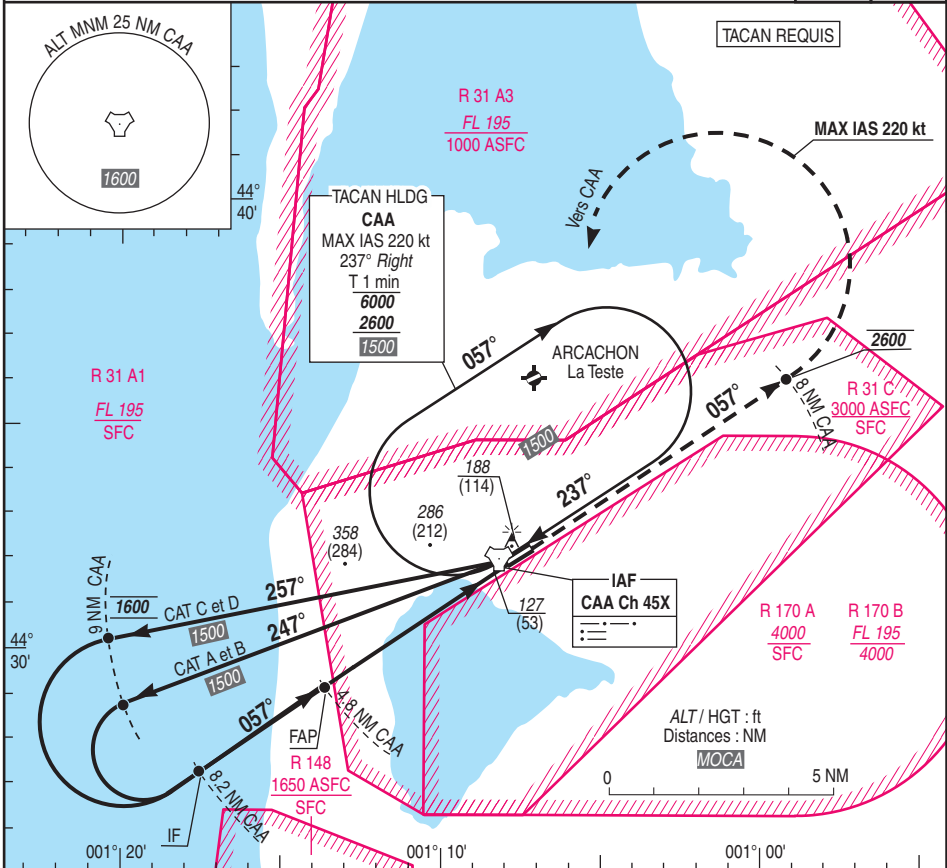 ALT MNM 25 NM CAA
1600
TACAN REQUIS
R 31 A3
FL 195
1000 ASFC
MAX IAS 220 kt
Vers CAA
44°
40'
TACAN HLDG
CAA
MAX IAS 220 kt
237° Right
T 1 min
6000
2600
1500
057°
ARCACHON
La Teste
2600
R 31 A1
FL 195
SFC
057°
8 NM CAA
R 31 C
3000 ASFC
SFC
1500
188
(114)
237°
286
(212)
358
(284)
9 NM CAA
1600
CAT C et D
257°
1500
247°
CAT A et B
1500
127
(53)
IAF
CAA Ch 45X
R 170 A
4000
SFC
R 170 B
FL 195
4000
44°
30'
057°
4.8 NM CAA
FAP
R 148
1650 ASFC
SFC
8.2 NM CAA
IF
ALT / HGT : ft
Distances : NM
MOCA
0
5 NM
001° 20'
001° 10'
001° 00'